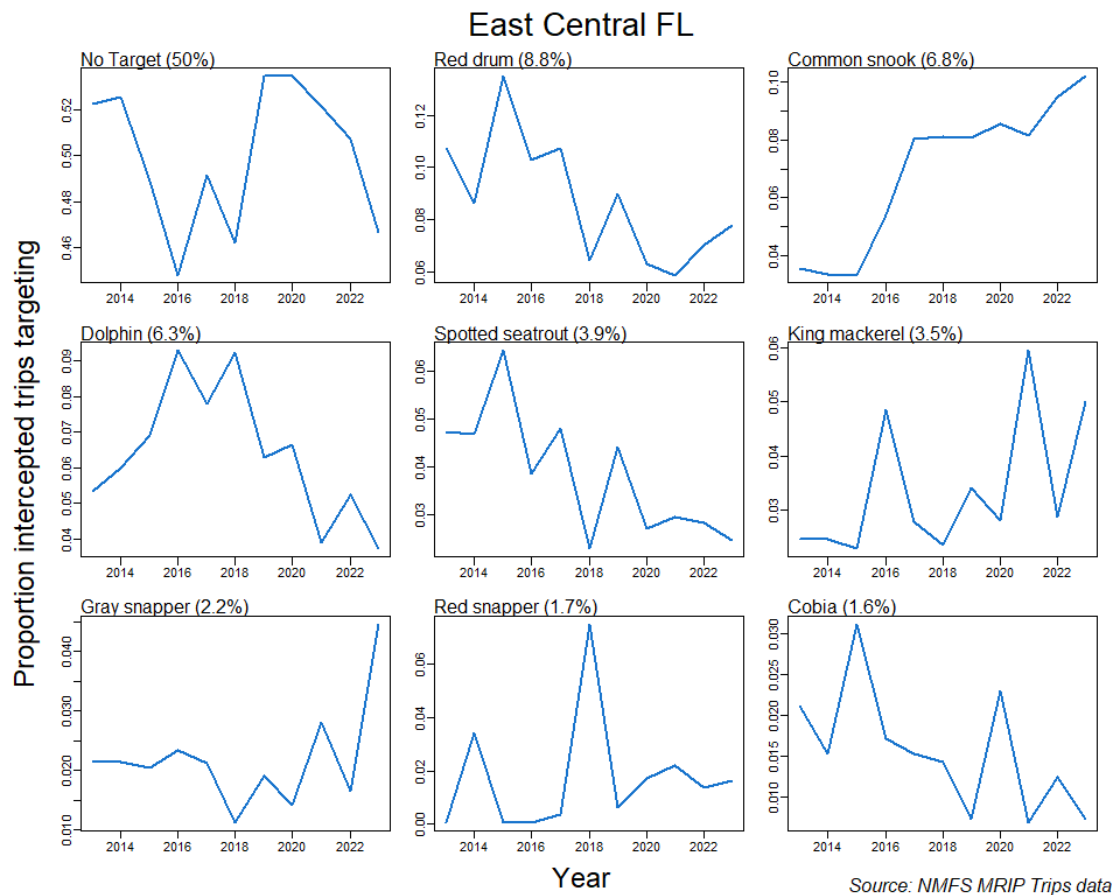 East Central FL
Proportion intercepted trips targeting
No Target (50%)
0.52
0.50
0.48
0.46
2014 2016 2018 2020 2022
Red drum (8.8%)
0.12
0.10
0.08
0.06
2014 2016 2018 2020 2022
Common snook (6.8%)
0.10
0.08
0.06
0.04
2014 2016 2018 2020 2022
Dolphin (6.3%)
0.09
0.08
0.07
0.06
0.05
0.04
2014 2016 2018 2020 2022
Spotted seatrout (3.9%)
0.06
0.05
0.04
0.03
2014 2016 2018 2020 2022
King mackerel (3.5%)
0.06
0.05
0.03
2014 2016 2018 2020 2022
Gray snapper (2.2%)
0.040
0.030
0.020
0.010
2014 2016 2018 2020 2022
Red snapper (1.7%)
0.06
0.04
0.02
0.00
2014 2016 2018 2020 2022
Cobia (1.6%)
0.030
0.025
0.020
0.015
0.010
2014 2016 2018 2020 2022
Year
Source: NMFS MRIP Trips data